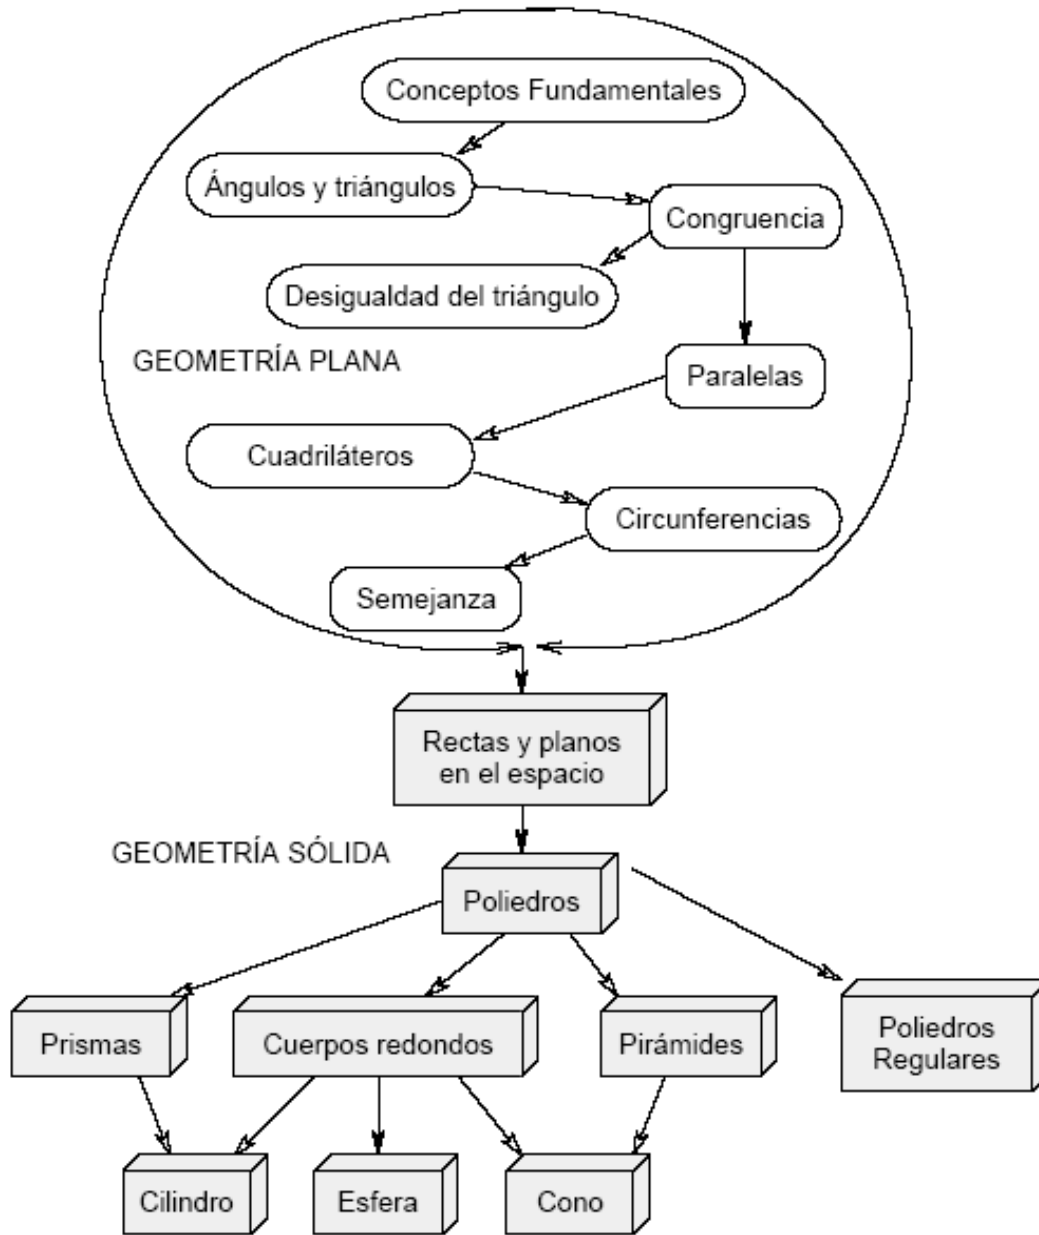 Conceptos Fundamentales
Ángulos y triángulos
Congruencia
Desigualdad del triángulo
GEOMETRÍA PLANA
Paralelas
Cuadriláteros
Circunferencias
Semejanza
Rectas y planos
en el espacio
GEOMETRÍA SÓLIDA
Poliedros
Prismas
Cuerpos redondos
Pirámides
Poliedros
Regulares
Cilindro
Esfera
Cono